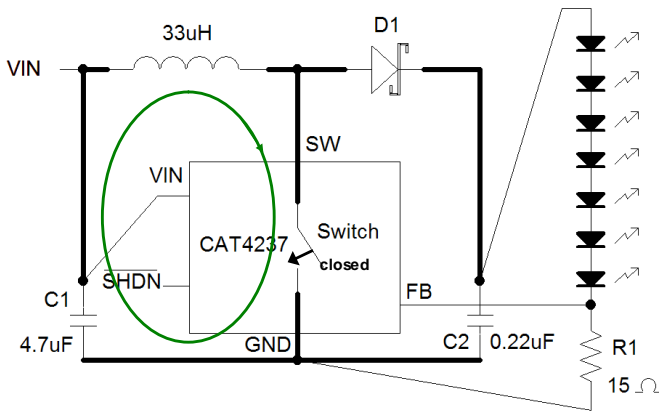 33uH
D1
VIN
SW
VIN
CAT4237
Switch
closed
SHDN
FB
C1
4.7uF
GND
C2
0.22uF
R1
15 Ω